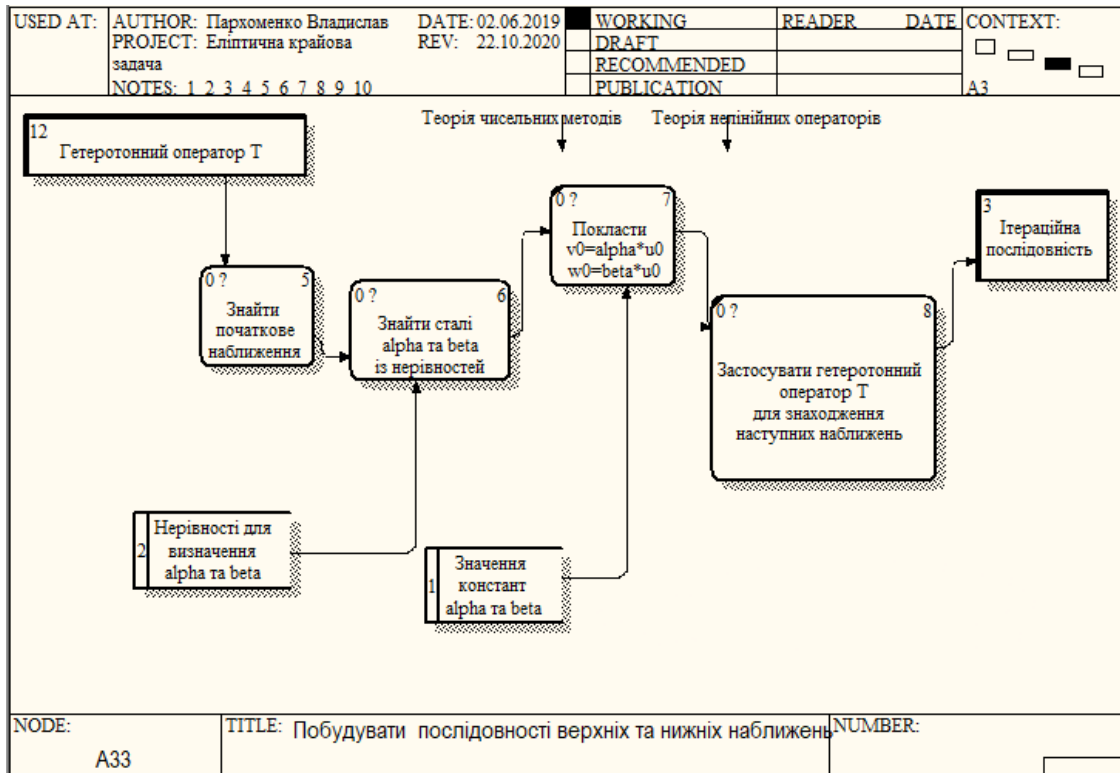 USED AT:
AUTHOR: Пархоменко Владислав
DATE: 02.06.2019
PROJECT: Еліптична крайова
REV: 22.10.2020
задача
NOTES: 1 2 3 4 5 6 7 8 9 10
WORKING
DRAFT
RECOMMENDED
PUBLICATION
READER DATE
CONTEXT:
A3
Теорія чисельних методів
Теорія нелінійних операторів
12
Гетеротонний оператор T
0 ? 5
Знайти
початкове
наближення
0 ? 6
Знайти сталі
alpha та beta
із нерівностей
0 ? 7
Покласти
v0=alpha*u0
w0=beta*u0
0 ? 8
Застосувати гетеротонний
оператор T
для знаходження
наступних наближень
3
Ітераційна
послідовність
2
Нерівності для
визначення
alpha та beta
1
Значення
констант
alpha та beta
NODE:
A33
TITLE: Побудувати послідовності верхніх та нижніх наближень
NUMBER: